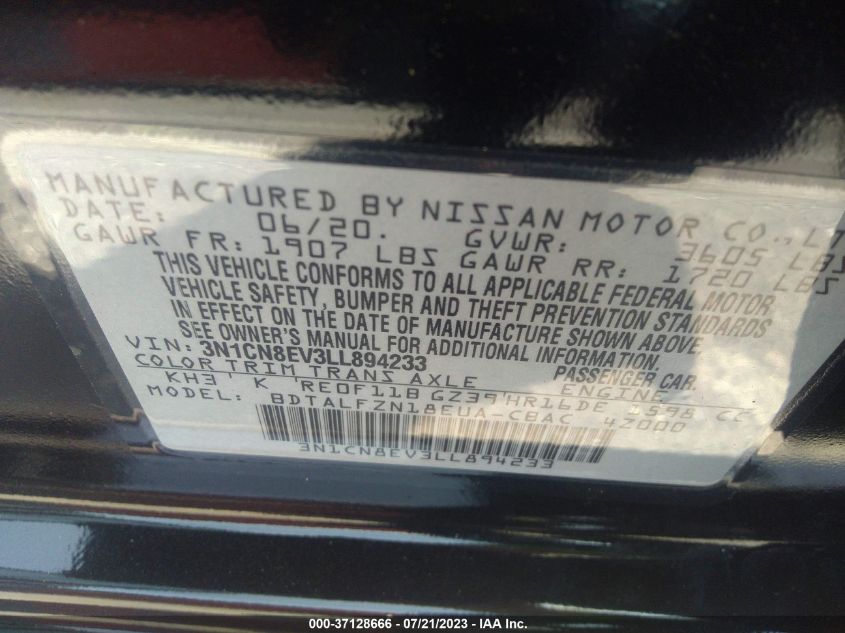 MANUFACTURED BY NISSAN MOTOR CO., LT
DATE: 06/20. GVWR: 3605 LBS
GAWR FR: 1907 LBS GAWR RR: 1720 LBS
THIS VEHICLE CONFORMS TO ALL APPLICABLE FEDERAL MOTOR
VEHICLE SAFETY, BUMPER AND THEFT PREVENTION STANDARDS
IN EFFECT ON THE DATE OF MANUFACTURE SHOWN ABOVE.
SEE OWNER'S MANUAL FOR ADDITIONAL INFORMATION.
VIN: 3N1CN8EV3LL894233 PASSENGER CAR.
COLOR TRIM TRANS AXLE ENGINE
KH3 K RE0F11B GZ39 HR16DE 1598 CC
MODEL: BDTALFZN18EUA-CBAC 4Z000
3N1CN8EV3LL894233
000-37128666 - 07/21/2023 - IAA Inc.